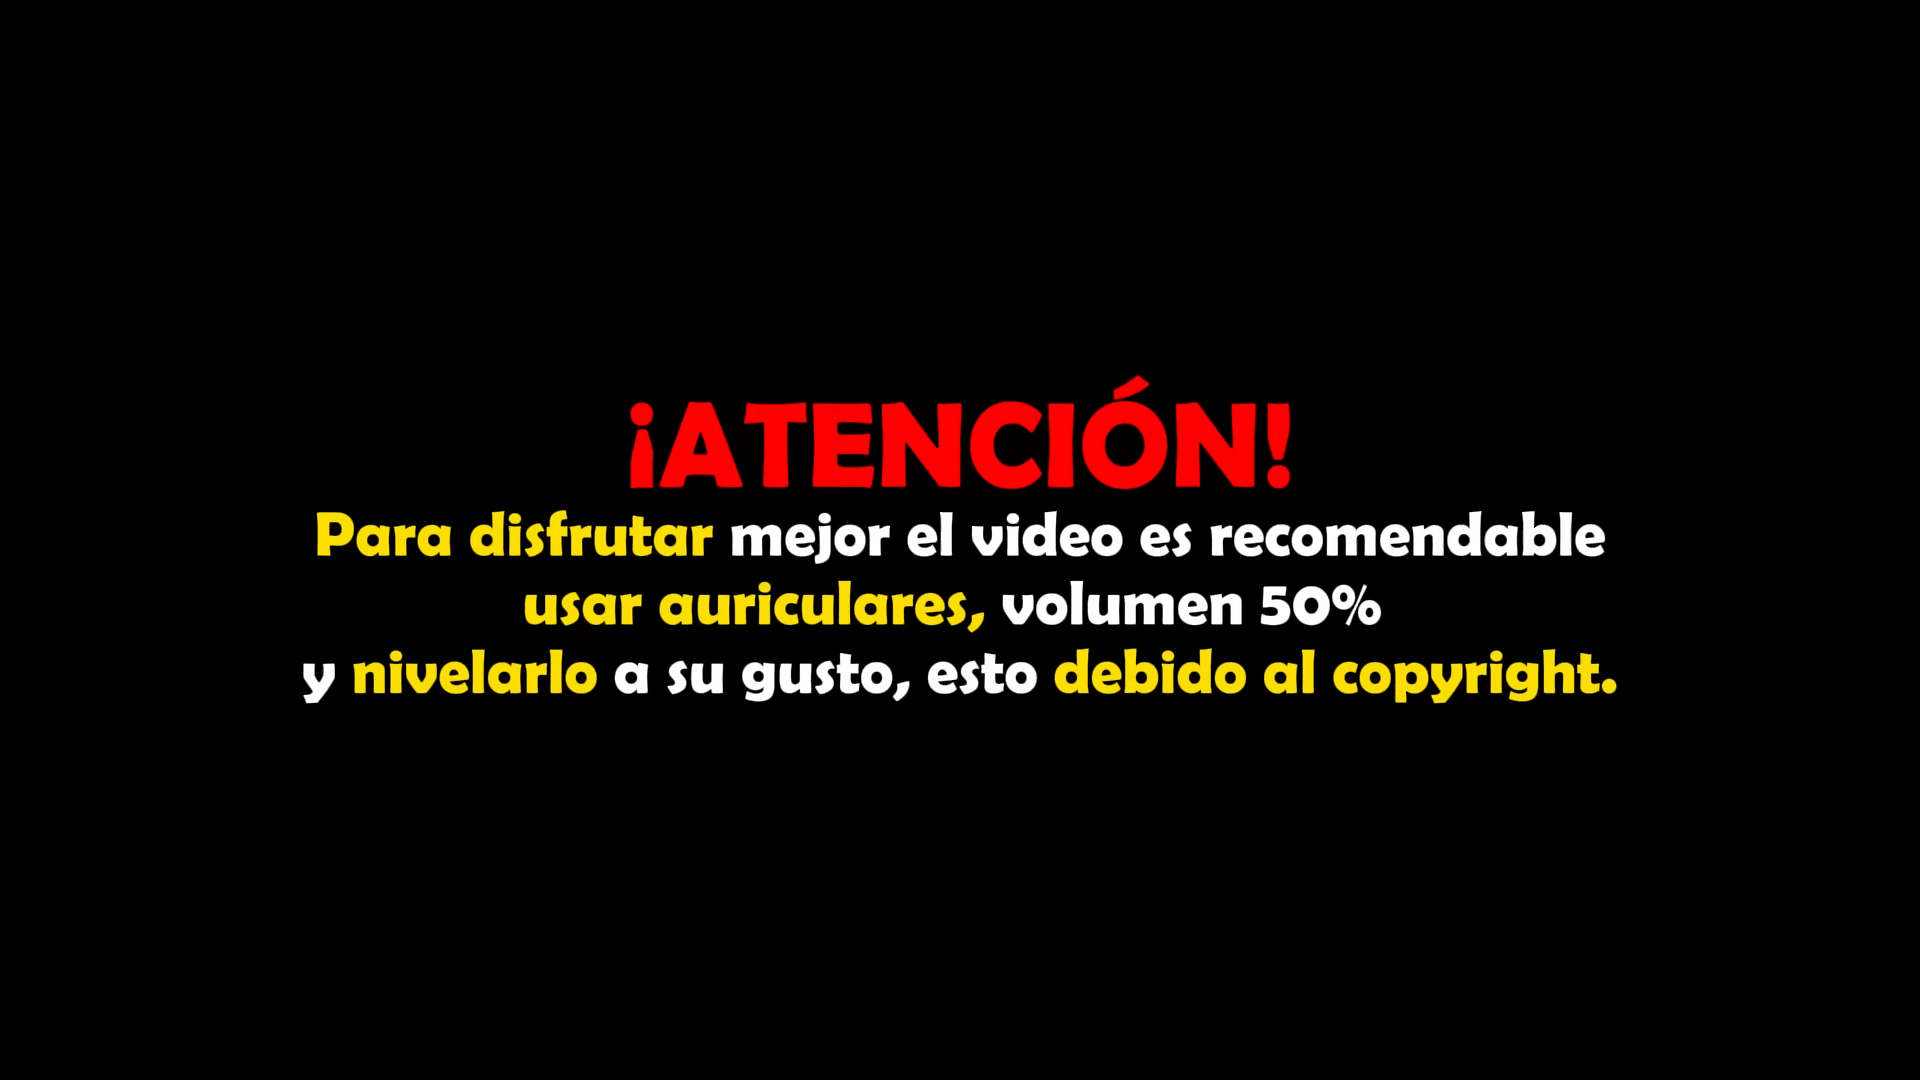 ¡ATENCIÓN!
Para disfrutar mejor el video es recomendable
usar auriculares, volumen 50%
y nivelarlo a su gusto, esto debido al copyright.